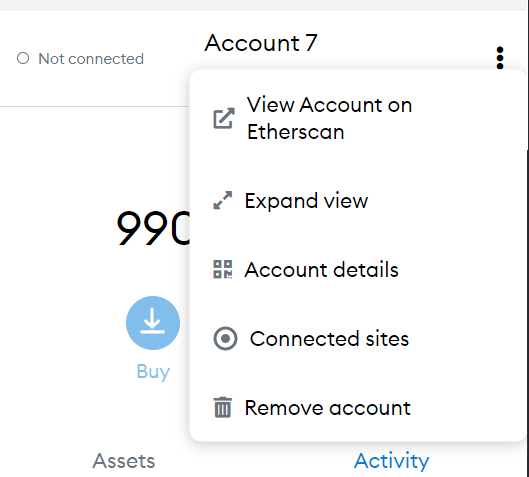 Account 7
Not connected
View Account on
Etherscan
Expand view
990
Account details
Buy
Connected sites
Remove account
Assets
Activity